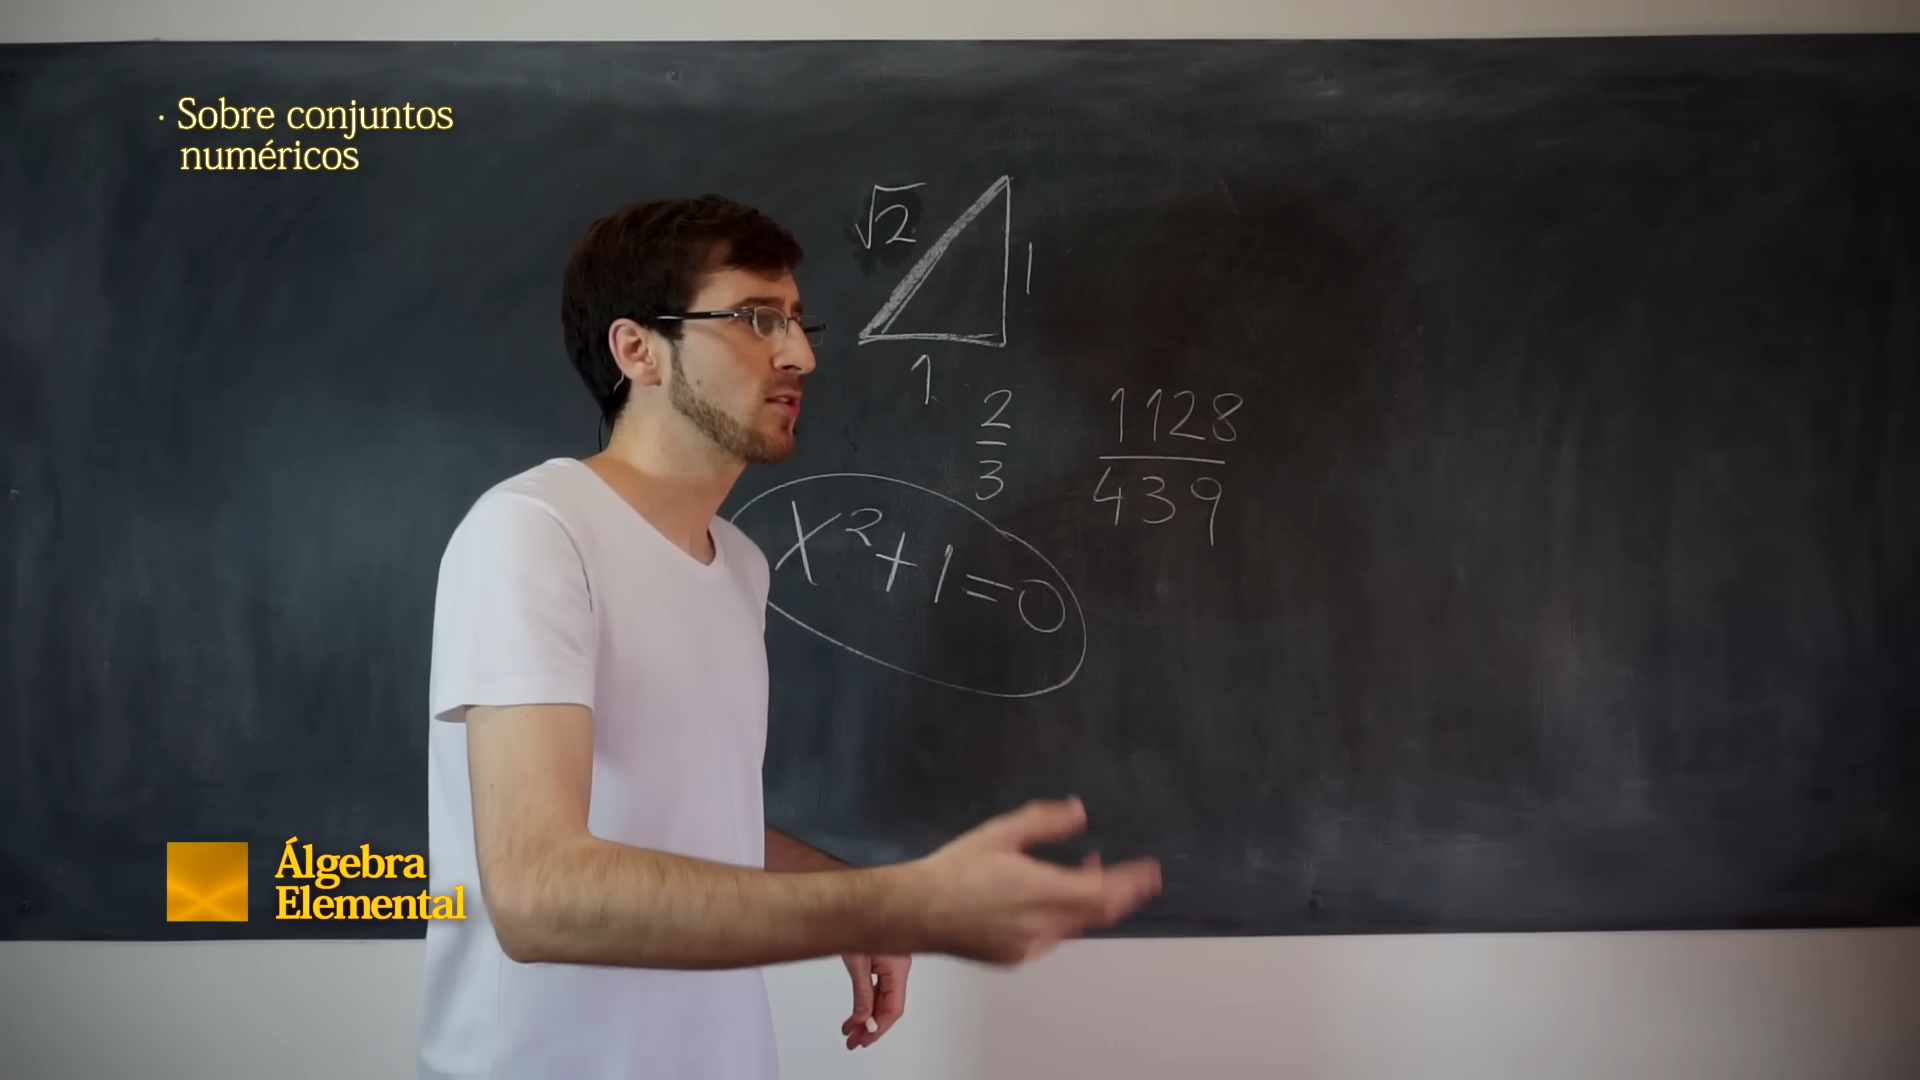 · Sobre conjuntos
numéricos
√2
1
1
2
3
1128
439
X²+1=0
Álgebra
Elemental